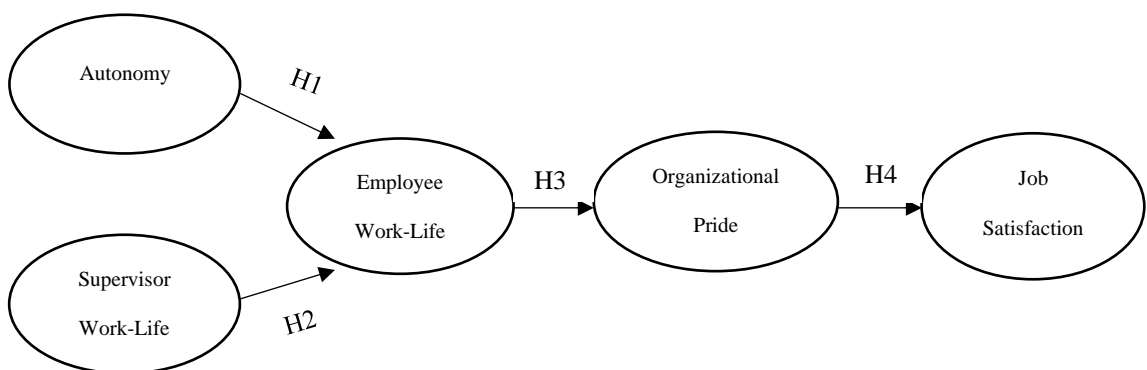 Autonomy
H1
Employee
Work-Life
H3
Organizational
Pride
H4
Job
Satisfaction
Supervisor
Work-Life
H2